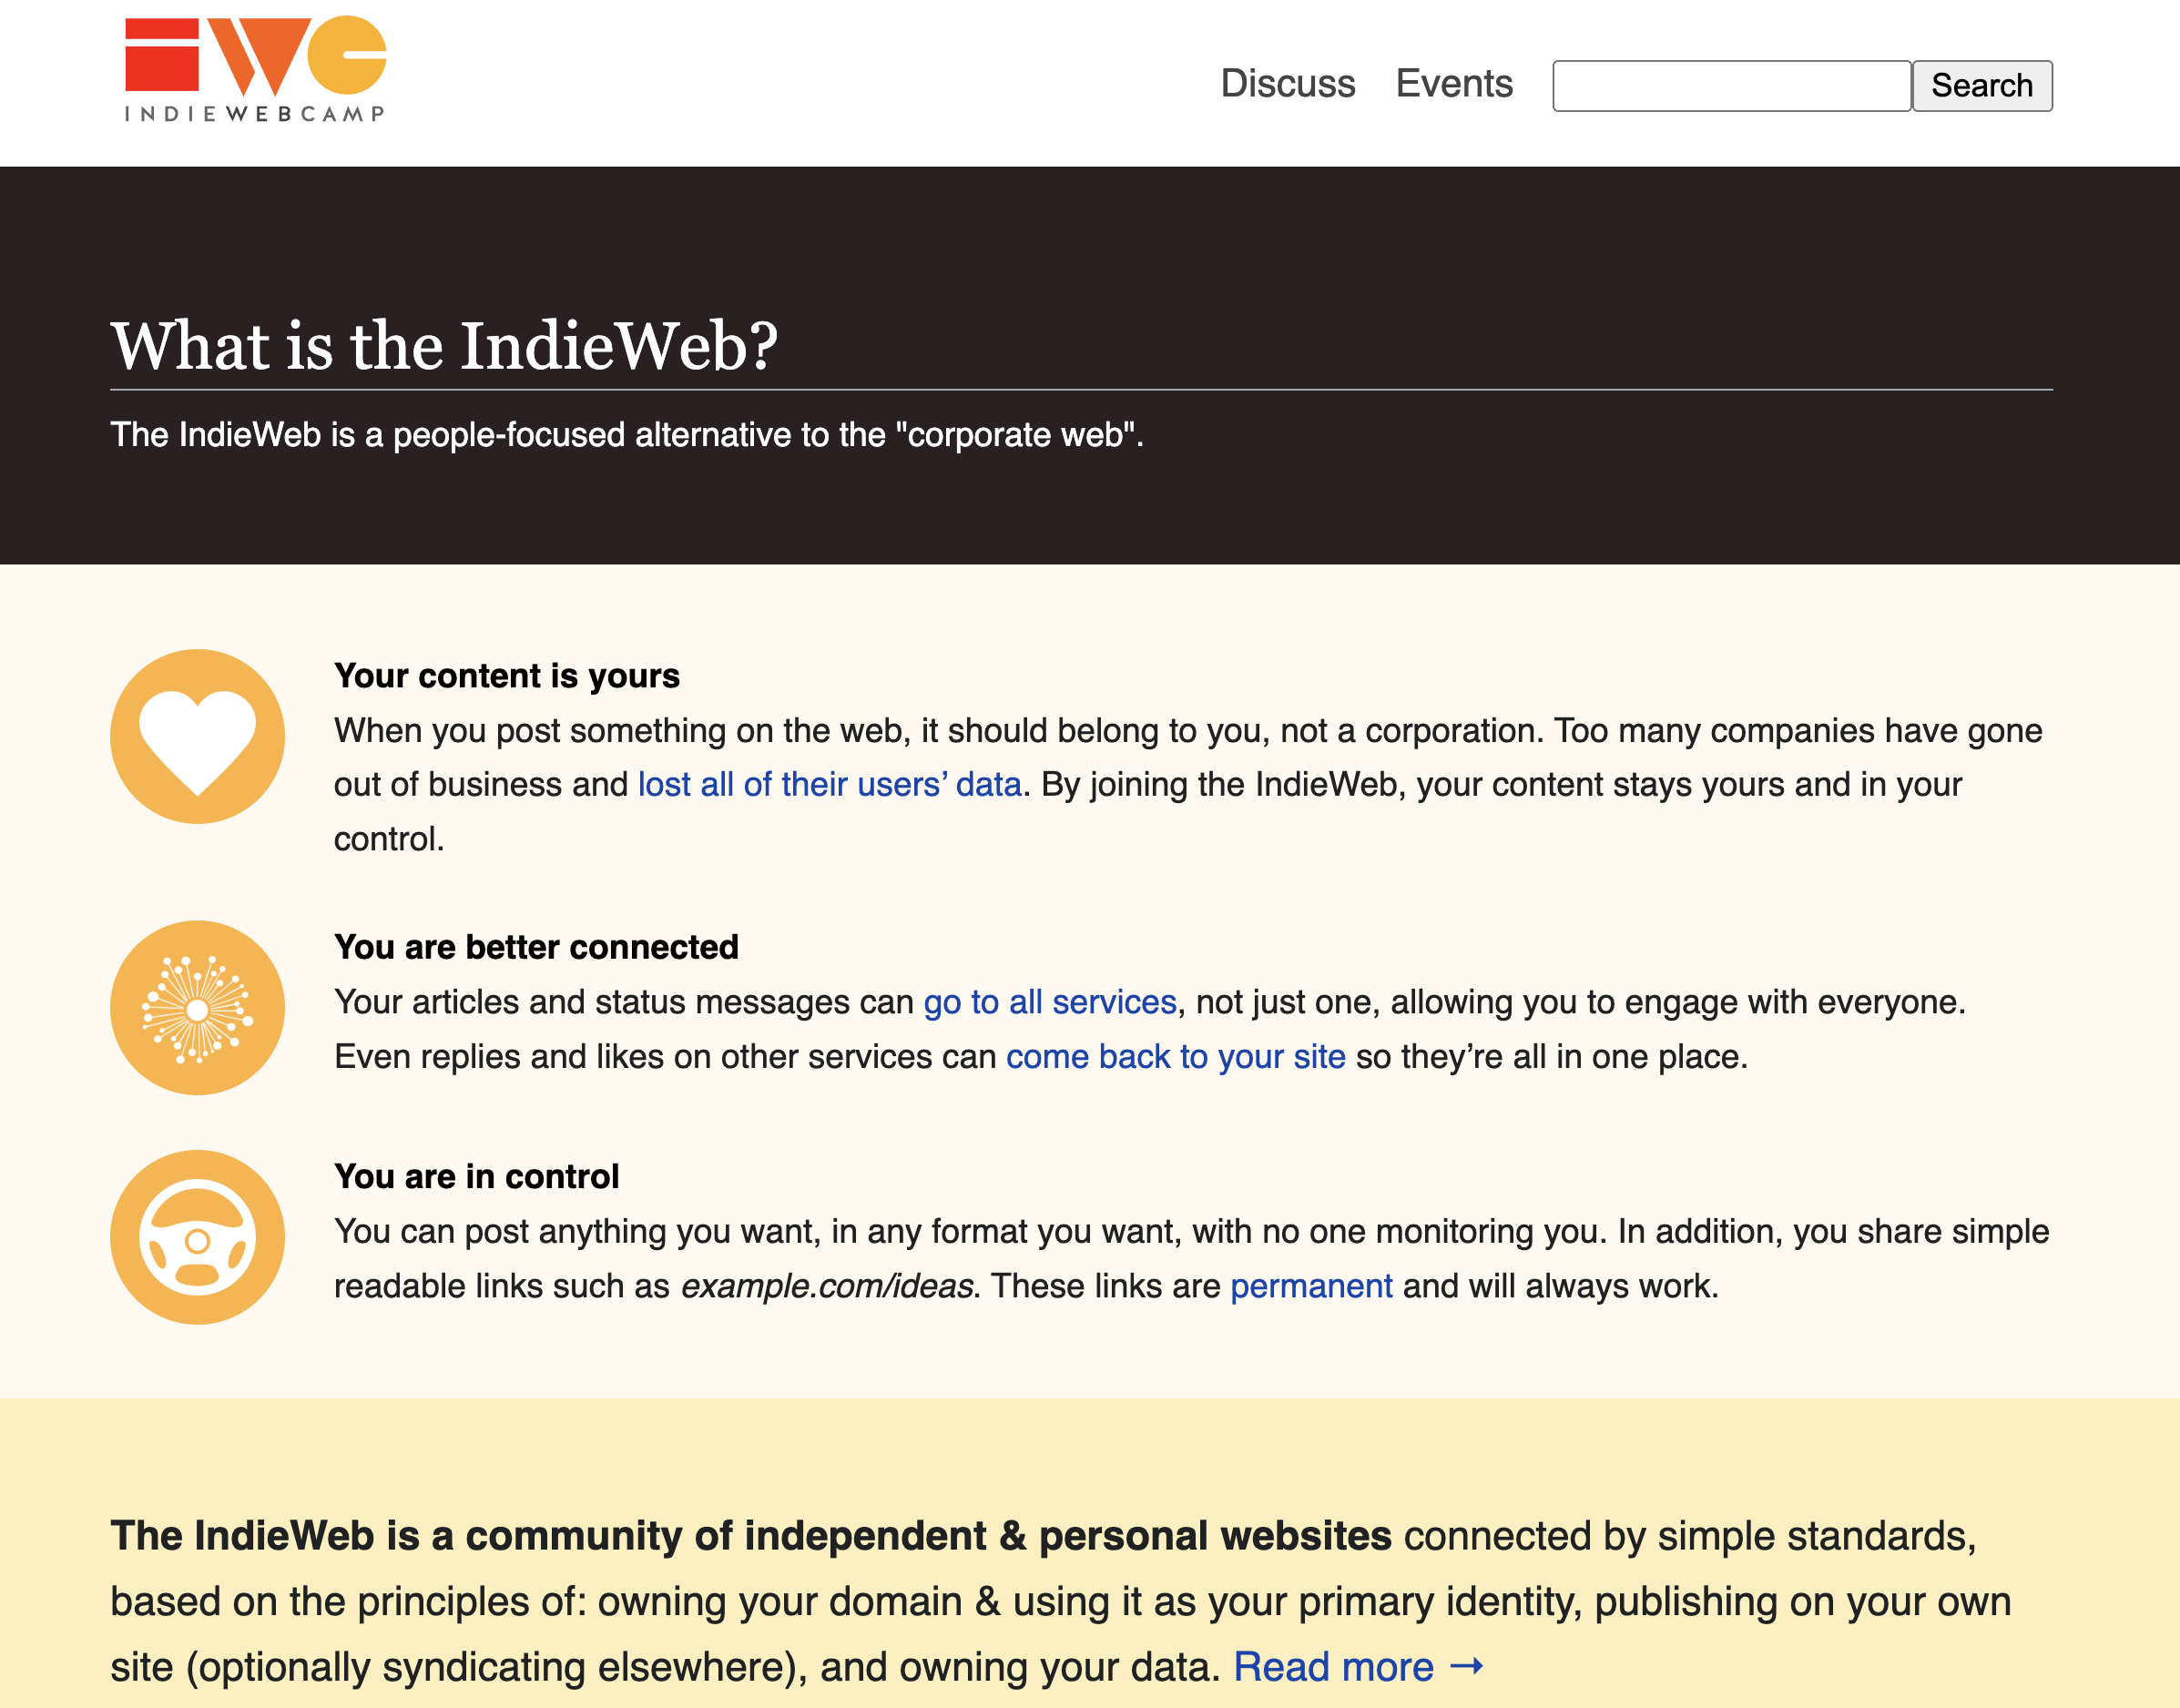 INDIEWEBCAMP
Discuss Events Search
What is the IndieWeb?
The IndieWeb is a people-focused alternative to the "corporate web".
Your content is yours
When you post something on the web, it should belong to you, not a corporation. Too many companies have gone
out of business and lost all of their users’ data. By joining the IndieWeb, your content stays yours and in your
control.
You are better connected
Your articles and status messages can go to all services, not just one, allowing you to engage with everyone.
Even replies and likes on other services can come back to your site so they’re all in one place.
You are in control
You can post anything you want, in any format you want, with no one monitoring you. In addition, you share simple
readable links such as example.com/ideas. These links are permanent and will always work.
The IndieWeb is a community of independent & personal websites connected by simple standards,
based on the principles of: owning your domain & using it as your primary identity, publishing on your own
site (optionally syndicating elsewhere), and owning your data. Read more →